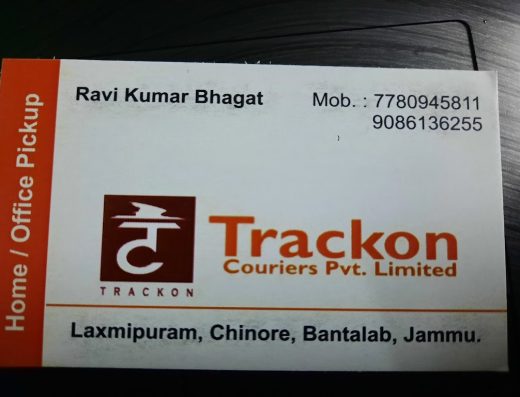 Home / Office Pickup
Ravi Kumar Bhagat
Mob. : 7780945811
9086136255
TRACKON
Trackon
Couriers Pvt. Limited
Laxmipuram, Chinore, Bantalab, Jammu.